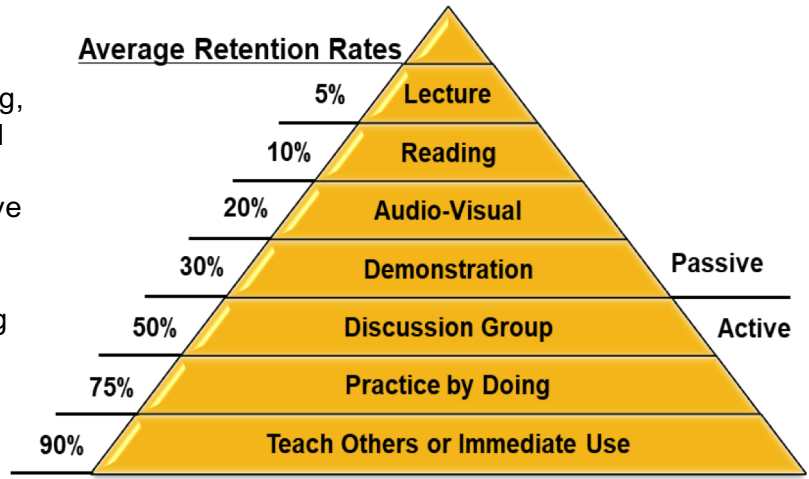 Average Retention Rates
5% Lecture
10% Reading
20% Audio-Visual
30% Demonstration
Passive
50% Discussion Group
Active
75% Practice by Doing
90% Teach Others or Immediate Use